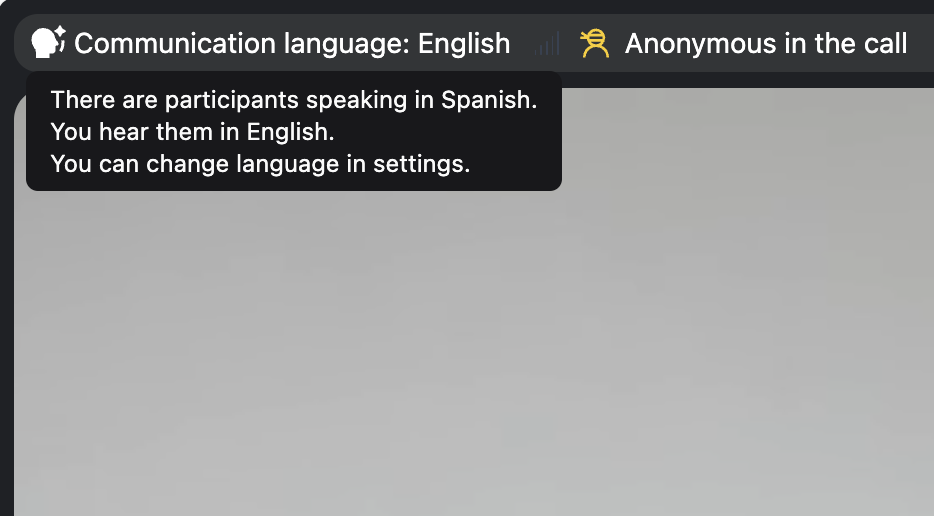 Communication language: English
Anonymous in the call
There are participants speaking in Spanish.
You hear them in English.
You can change language in settings.